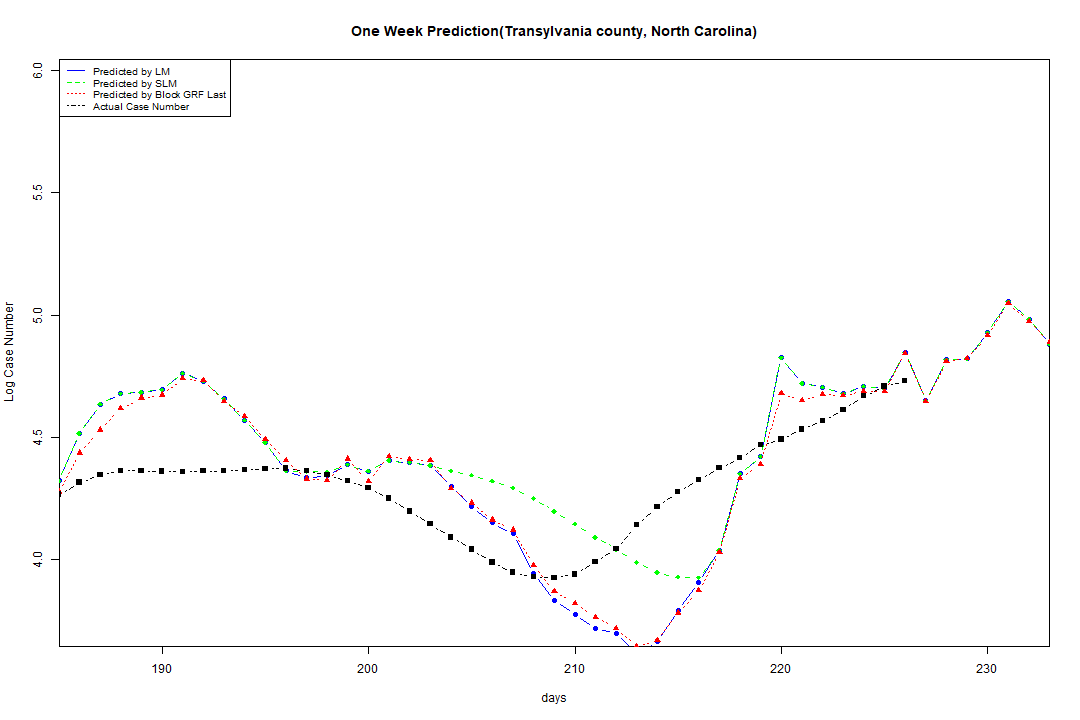 One Week Prediction(Transylvania county, North Carolina)
Predicted by LM
Predicted by SLM
Predicted by Block GRF Last
Actual Case Number
6.0
5.5
5.0
4.5
4.0
Log Case Number
190
200
210
220
230
days